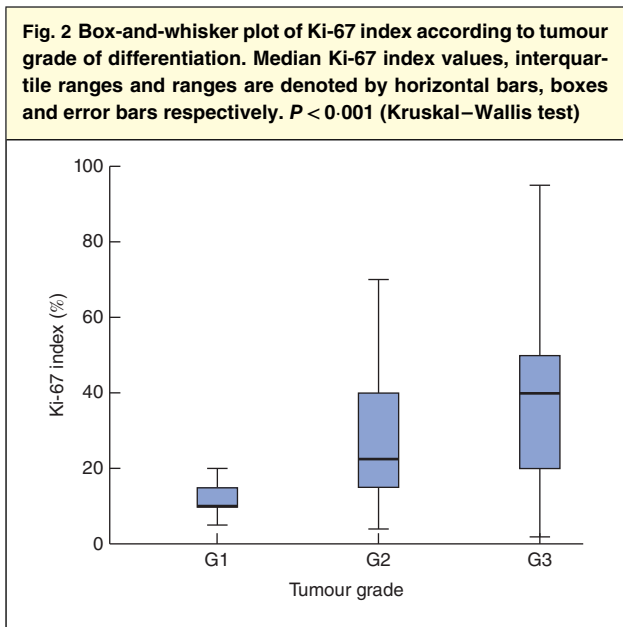 Fig. 2 Box-and-whisker plot of Ki-67 index according to tumour
grade of differentiation. Median Ki-67 index values, interquar-
tile ranges and ranges are denoted by horizontal bars, boxes
and error bars respectively. P < 0·001 (Kruskal–Wallis test)
100
80
60
40
20
0
Ki-67 index (%)
G1 G2 G3
Tumour grade